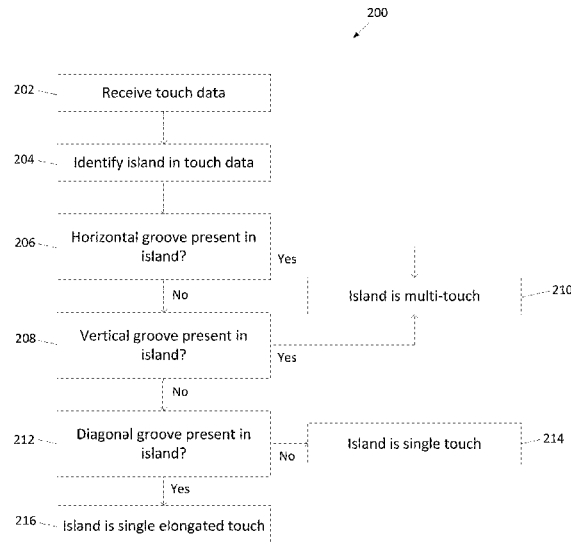 200
202
Receive touch data
204
Identify island in touch data
206
Horizontal groove present in
island?
Yes
No
Island is multi-touch
210
208
Vertical groove present in
island?
Yes
No
212
Diagonal groove present in
island?
No
Island is single touch
214
Yes
216
Island is single elongated touch